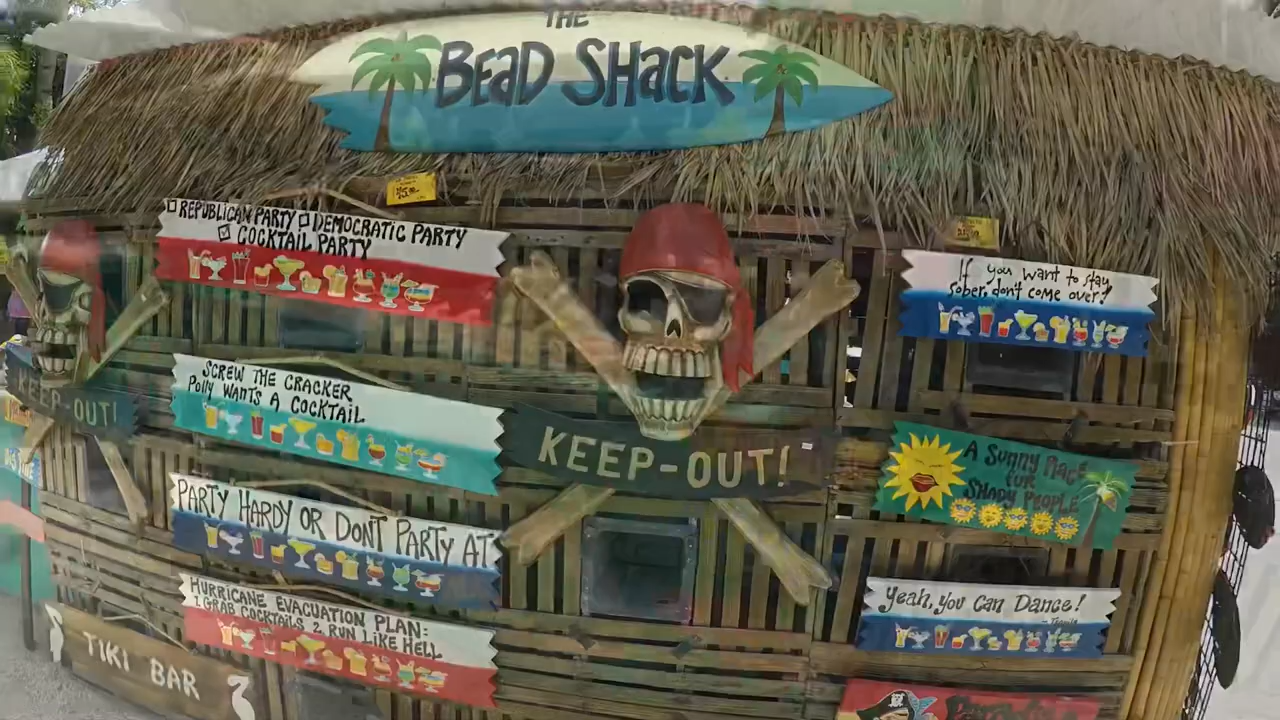 THE
BEAD SHACK
REPUBLICAN PARTY DEMOCRATIC PARTY
COCKTAIL PARTY
If you want to stay
sober, don't come over!
SCREW THE CRACKER
Polly WANTS A COCKTAIL
KEEP-OUT!
KEEP-OUT!
A SUNNY PlacE
FOR
SHADY PEOPLE
PARTY HARDY OR DONT PARTY AT
HURRICANE EVACUATION PLAN:
1 GRAB COCKTAILS 2 RUN LIKE HELL
Yeah, you Can Dance!
- Tequila
TIKI BAR